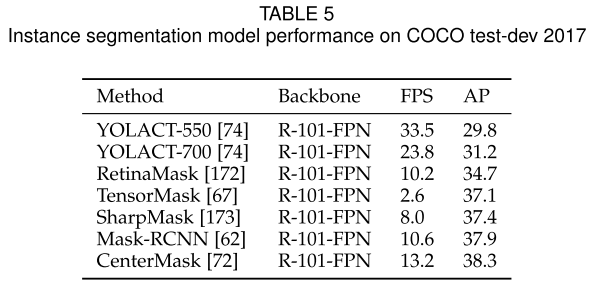 TABLE 5
Instance segmentation model performance on COCO test-dev 2017
Method Backbone FPS AP
YOLACT-550 [74] R-101-FPN 33.5 29.8
YOLACT-700 [74] R-101-FPN 23.8 31.2
RetinaMask [172] R-101-FPN 10.2 34.7
TensorMask [67] R-101-FPN 2.6 37.1
SharpMask [173] R-101-FPN 8.0 37.4
Mask-RCNN [62] R-101-FPN 10.6 37.9
CenterMask [72] R-101-FPN 13.2 38.3